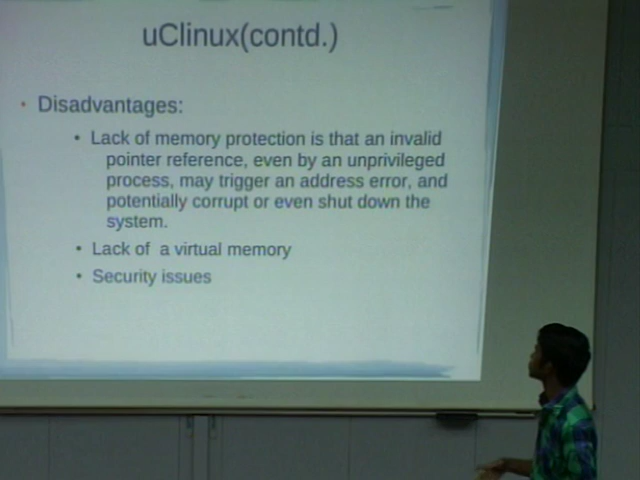 uClinux(contd.)
• Disadvantages:
• Lack of memory protection is that an invalid
pointer reference, even by an unprivileged
process, may trigger an address error, and
potentially corrupt or even shut down the
system.
• Lack of a virtual memory
• Security issues